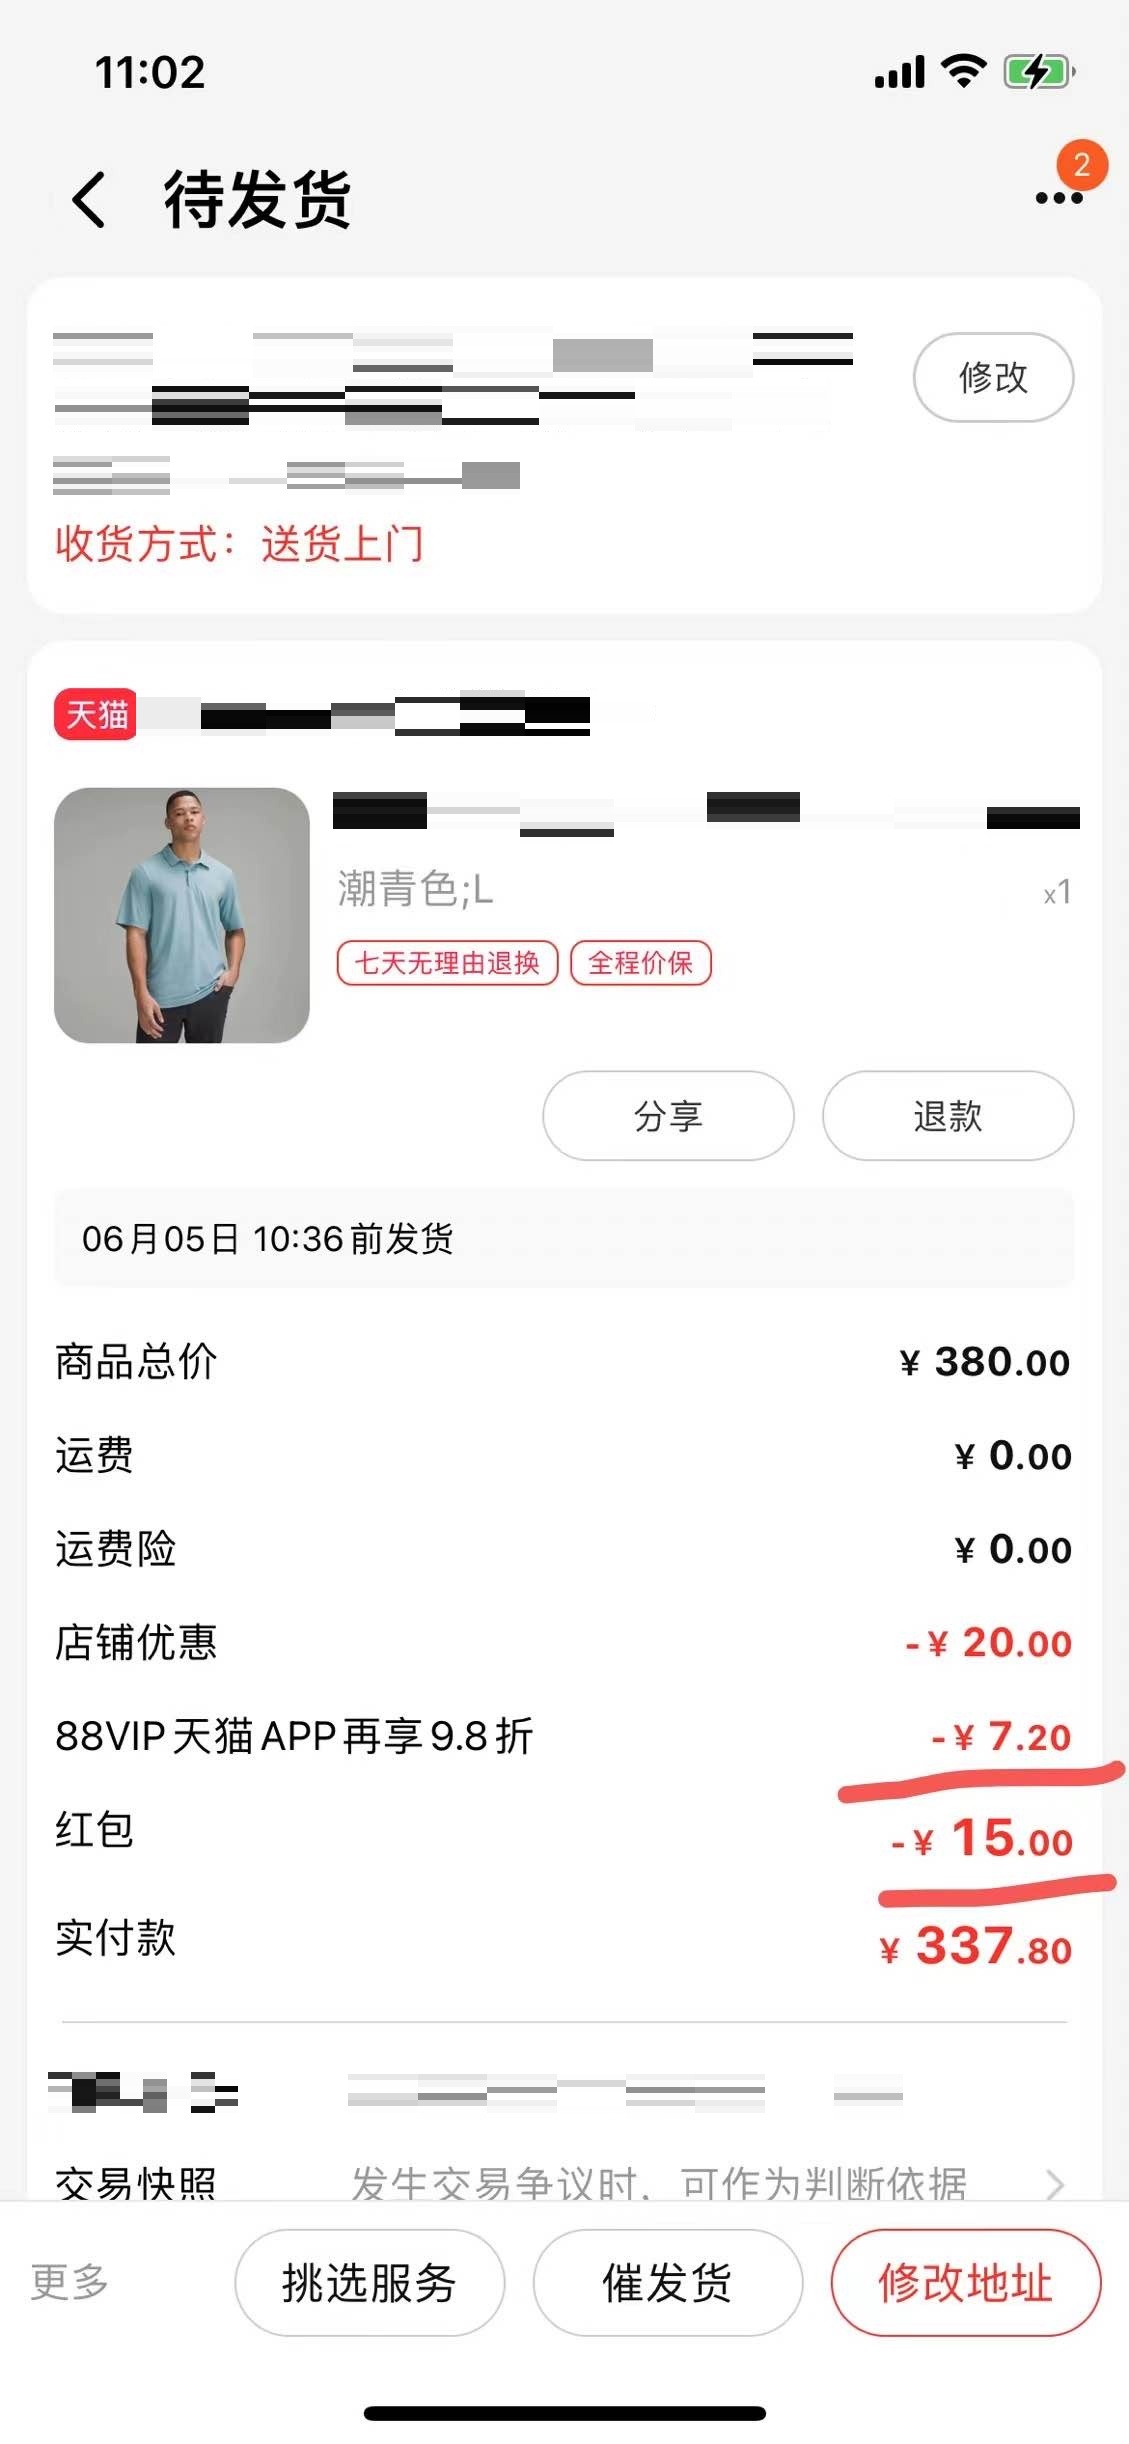 11:02
待发货
2
修改
收货方式：送货上门
天猫
潮青色;L
x1
七天无理由退换 全程价保
分享 退款
06月05日 10:36前发货
商品总价 ¥ 380.00
运费 ¥ 0.00
运费险 ¥ 0.00
店铺优惠 -¥ 20.00
88VIP天猫APP再享9.8折 -¥ 7.20
红包 -¥ 15.00
实付款 ¥ 337.80
交易快照 发生交易争议时，可作为判断依据
更多 挑选服务 催发货 修改地址